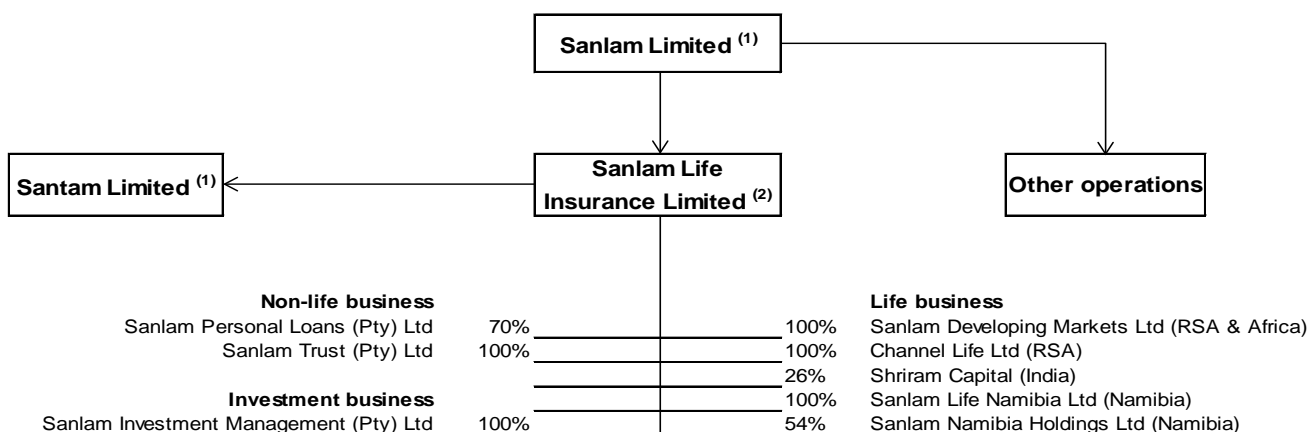 Sanlam Limited (1)
Santam Limited (1)
Sanlam Life
Insurance Limited (2)
Other operations
Non-life business
Sanlam Personal Loans (Pty) Ltd 70%
Sanlam Trust (Pty) Ltd 100%
Investment business
Sanlam Investment Management (Pty) Ltd 100%
Life business
100% Sanlam Developing Markets Ltd (RSA & Africa)
100% Channel Life Ltd (RSA)
26% Shriram Capital (India)
100% Sanlam Life Namibia Ltd (Namibia)
54% Sanlam Namibia Holdings Ltd (Namibia)